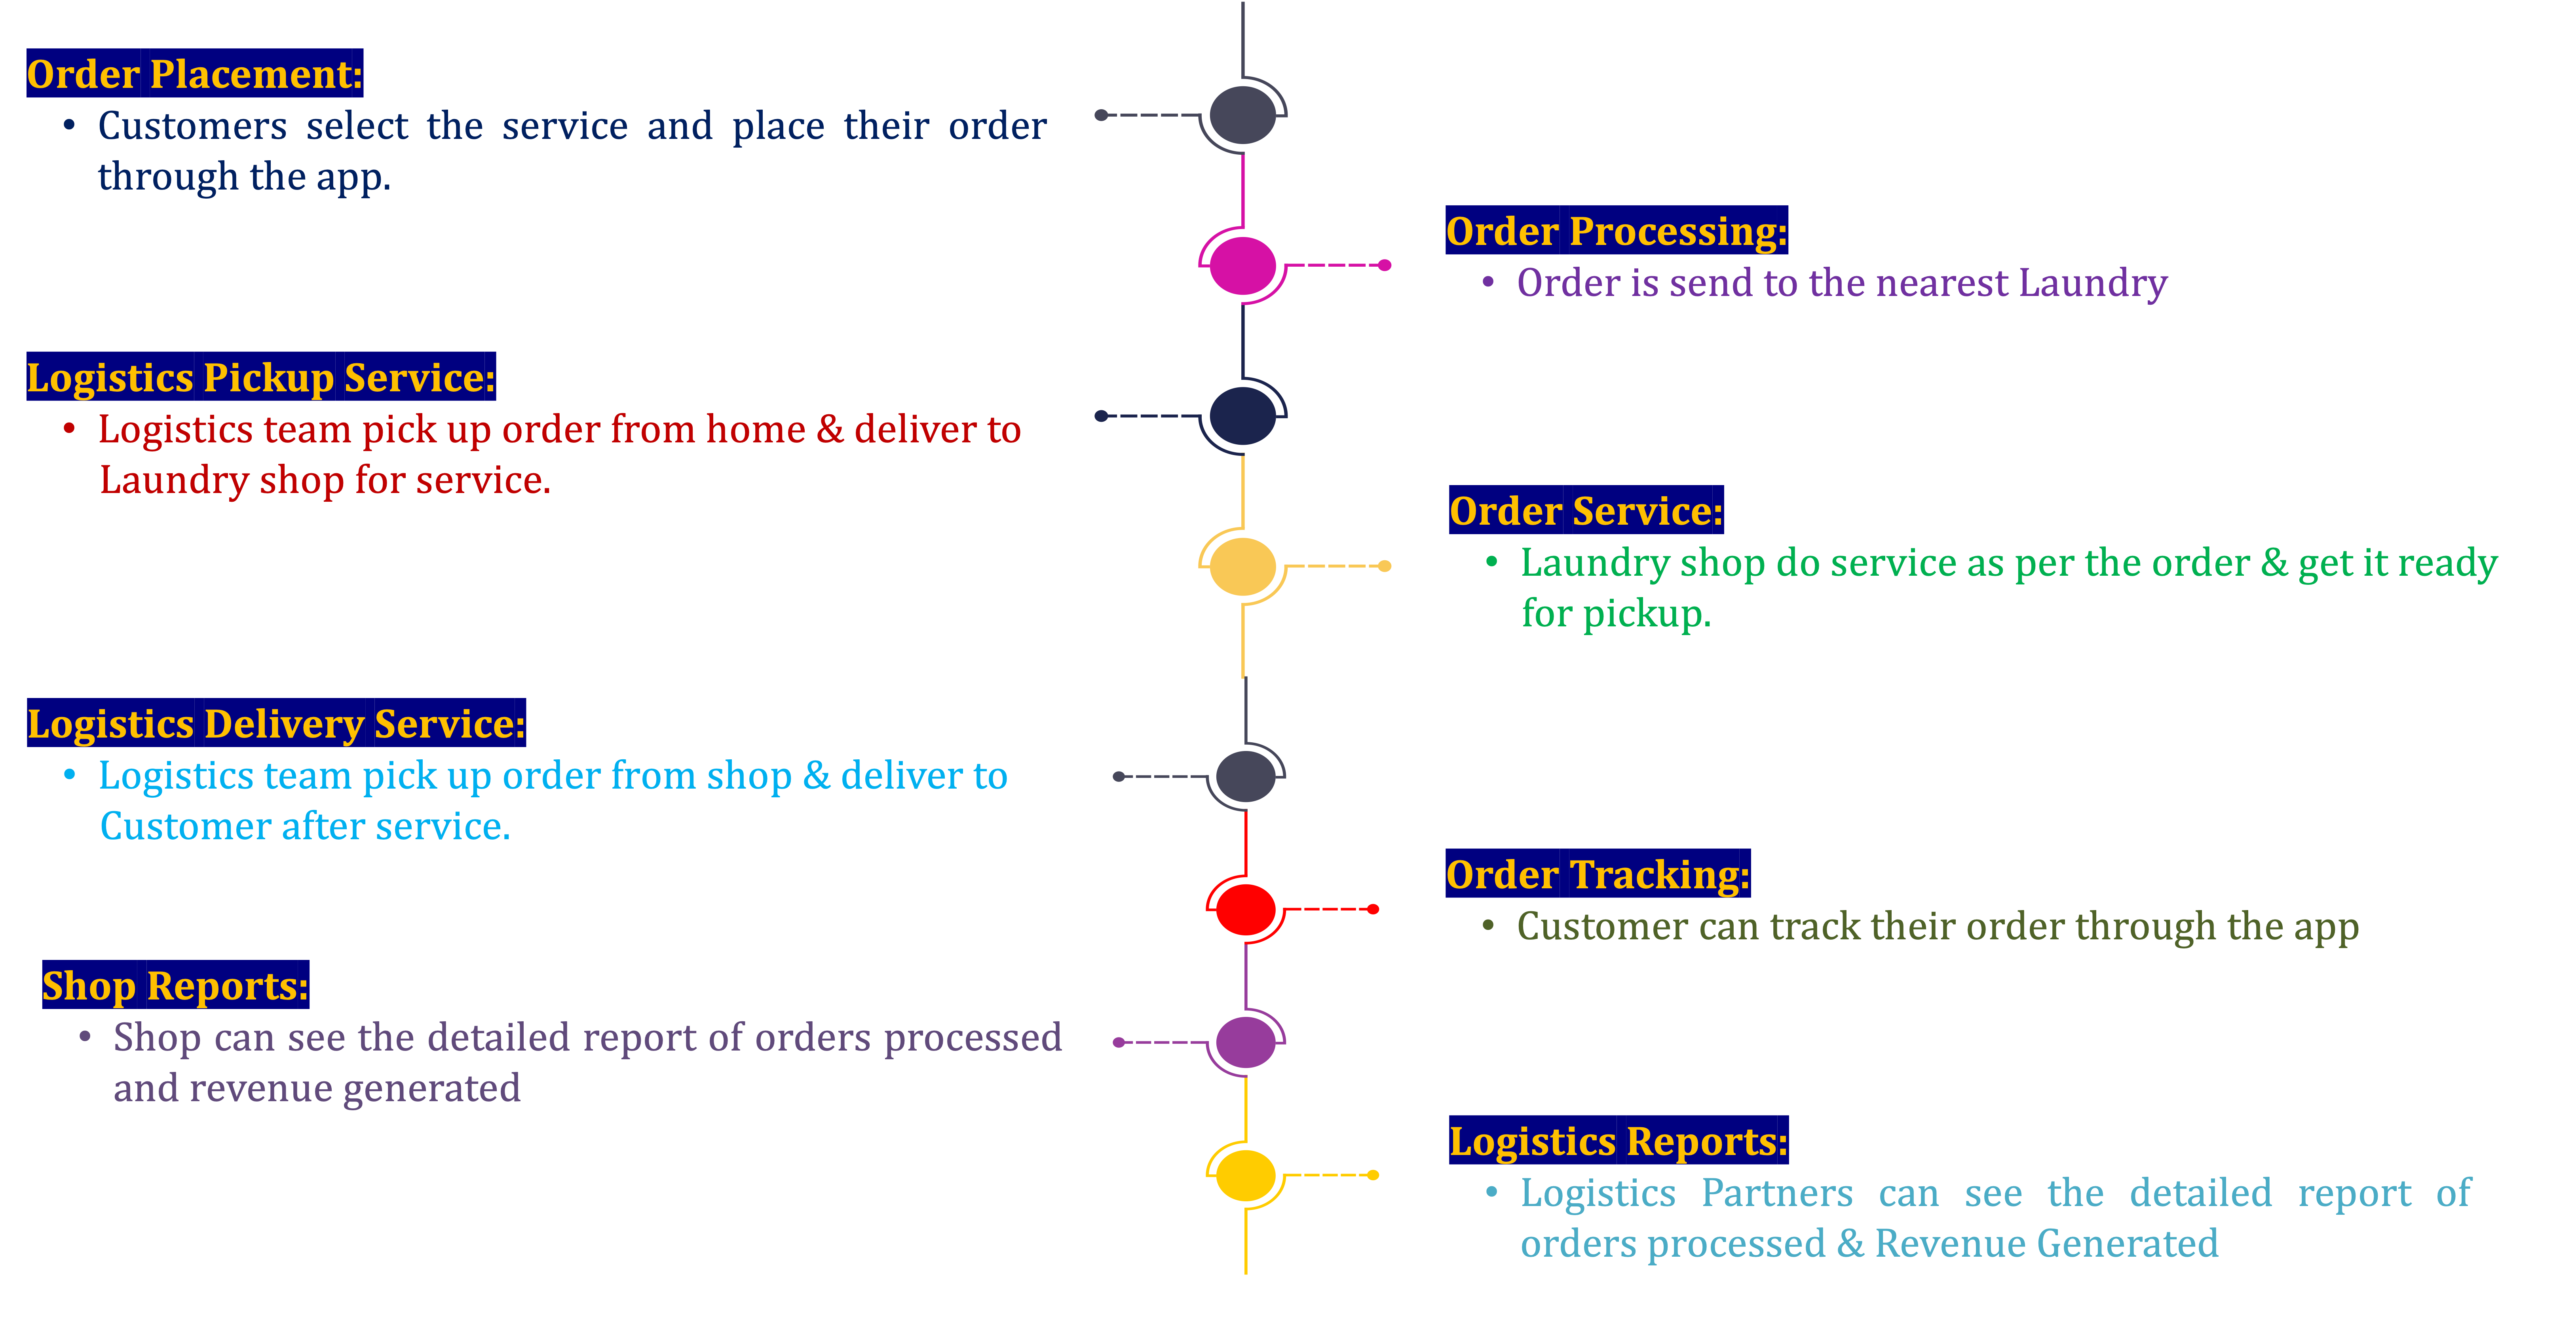 Order Placement:
• Customers select the service and place their order
through the app.
Order Processing:
• Order is send to the nearest Laundry
Logistics Pickup Service:
• Logistics team pick up order from home & deliver to
Laundry shop for service.
Order Service:
• Laundry shop do service as per the order & get it ready
for pickup.
Logistics Delivery Service:
• Logistics team pick up order from shop & deliver to
Customer after service.
Order Tracking:
• Customer can track their order through the app
Shop Reports:
• Shop can see the detailed report of orders processed
and revenue generated
Logistics Reports:
• Logistics Partners can see the detailed report of
orders processed & Revenue Generated